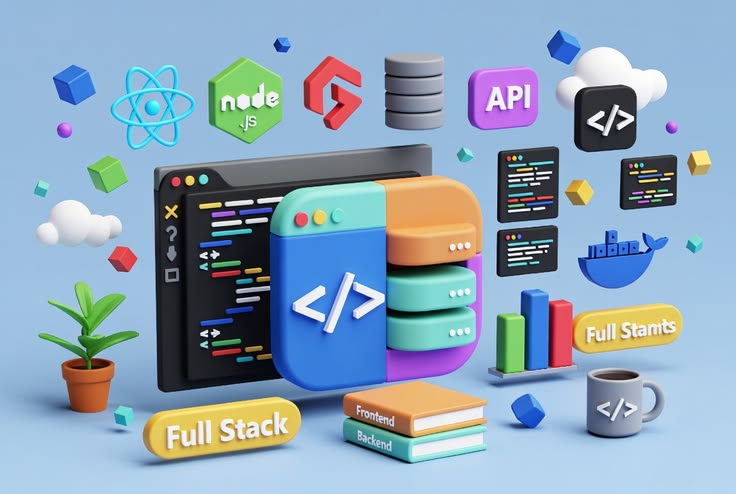 node
JS
API
</>
</>
Full Stamts
Full Stack
Frontend
Backend
</>